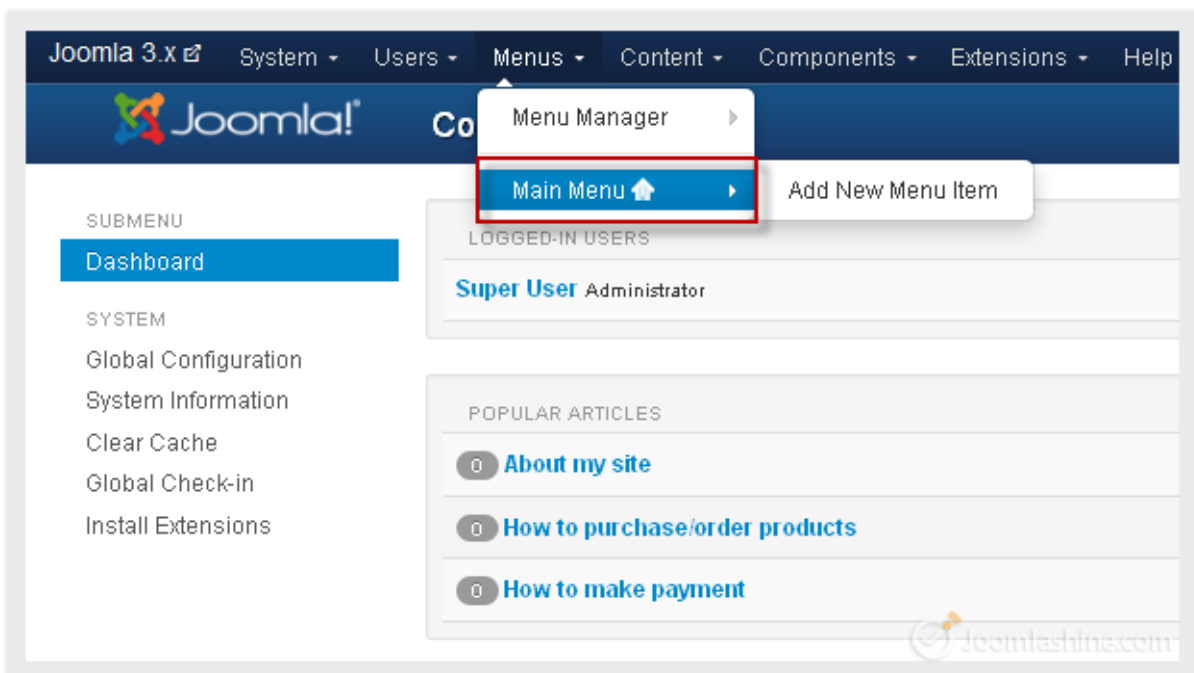 Joomla 3.x System Users Menus Content Components Extensions Help
Joomla!® Co
Menu Manager
Main Menu Add New Menu Item
SUBMENU
Dashboard
SYSTEM
Global Configuration
System Information
Clear Cache
Global Check-in
Install Extensions
LOGGED-IN USERS
Super User Administrator
POPULAR ARTICLES
0 About my site
0 How to purchase/order products
0 How to make payment
Joomlashine.com